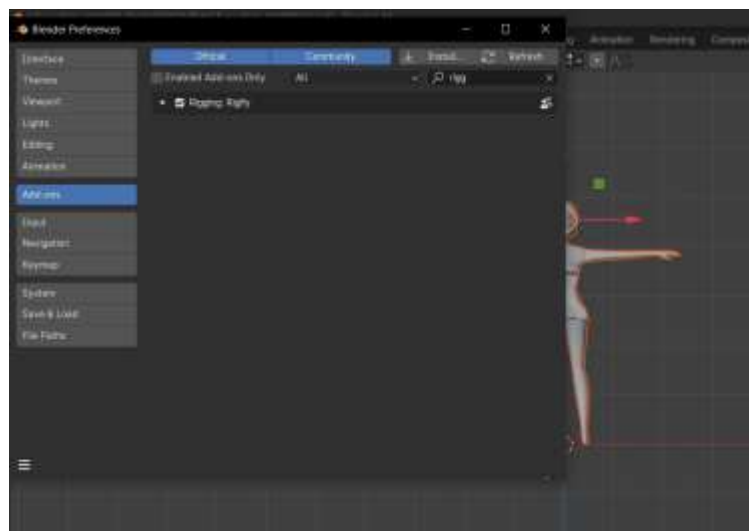 Blender Preferences
Interface
Themes
Viewport
Lights
Editing
Animation
Add-ons
Input
Navigation
Keymap
System
Save & Load
File Paths
Official
Community
Install...
Refresh
Enabled Add-ons Only
All
rigg
Rigging: Rigify
Animation
Rendering